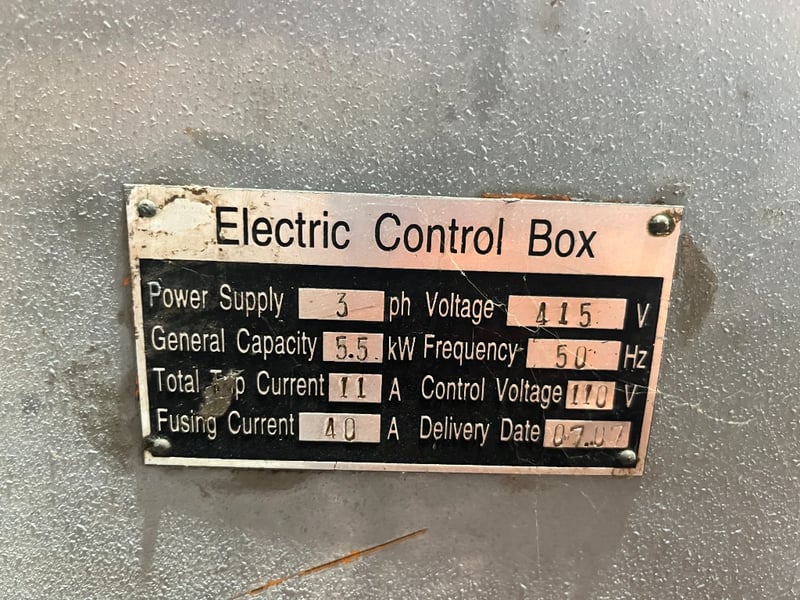 Electric Control Box
Power Supply 3 ph Voltage 415 V
General Capacity 5.5 kW Frequency 50 Hz
Total Current 11 A Control Voltage 110 V
Fusing Current 40 A Delivery Date 07.07